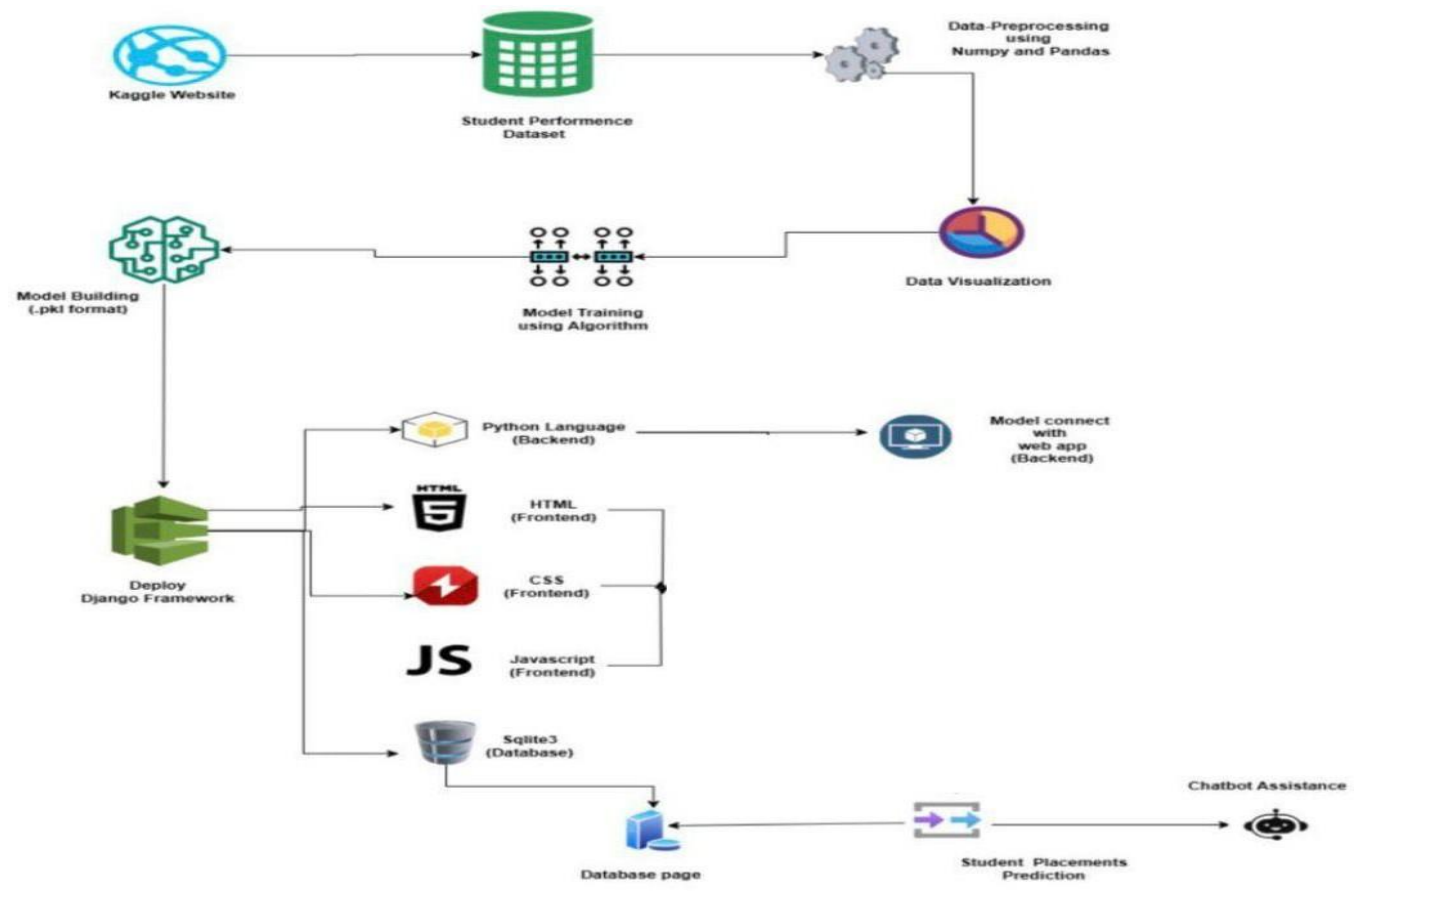 Kaggle Website
Student Performence
Dataset
Data-Preprocessing
using
Numpy and Pandas
Data Visualization
Model Training
using Algorithm
Model Building
(.pkl format)
Python Language
(Backend)
Model connect
with
web app
(Backend)
HTML
5
HTML
(Frontend)
Deploy
Django Framework
CSS
(Frontend)
JS
Javascript
(Frontend)
Sqlite3
(Database)
Database page
Student Placements
Prediction
Chatbot Assistance